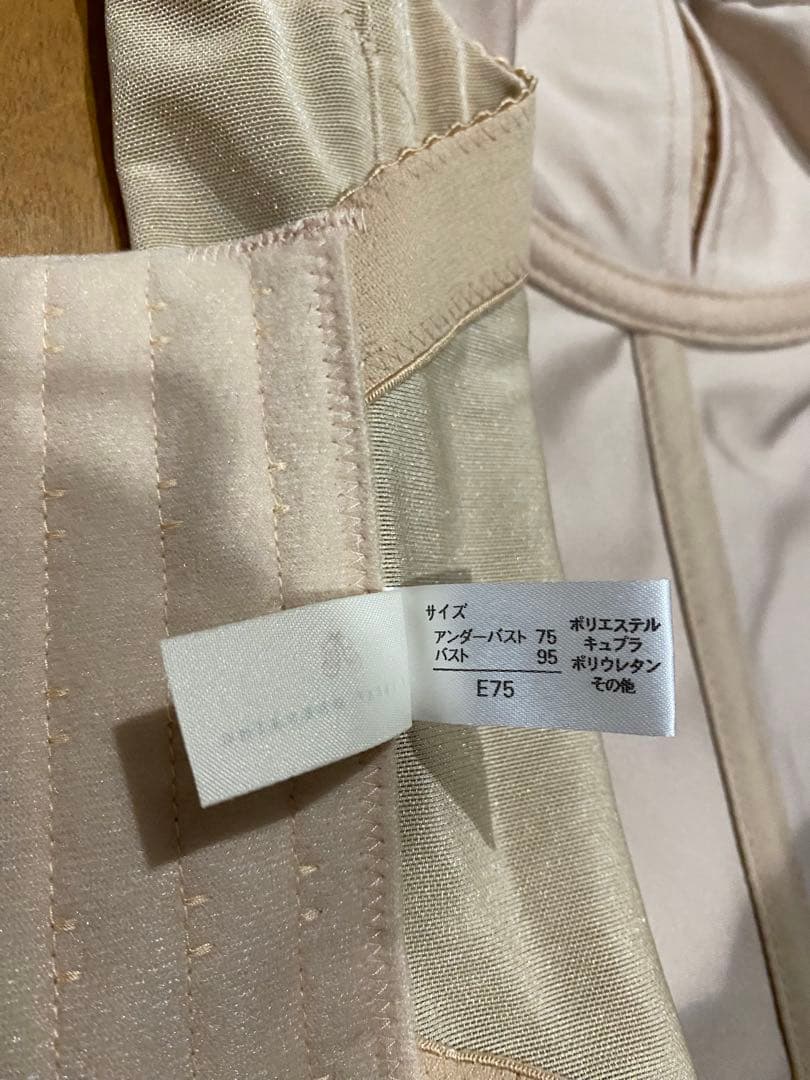 サイズ
アンダーバスト 75
バスト 95
E75
ポリエステル
キュプラ
ポリウレタン
その他